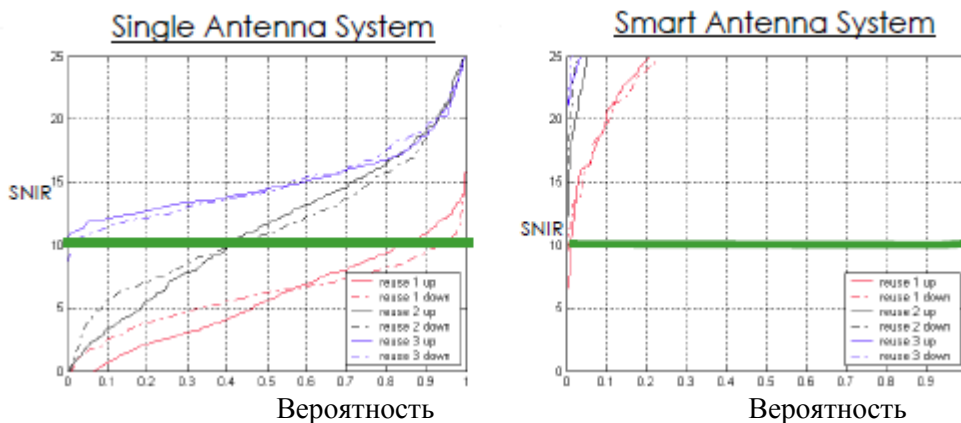 Single Antenna System
25
20
15
10
5
0
SNIR
0 0.1 0.2 0.3 0.4 0.5 0.6 0.7 0.8 0.9 1
reuse 1 up
reuse 1 down
reuse 2 up
reuse 2 down
reuse 3 up
reuse 3 down
Вероятность
Smart Antenna System
25
20
15
SNIR
10
5
0
0 0.1 0.2 0.3 0.4 0.5 0.6 0.7 0.8 0.9
reuse 1 up
reuse 1 down
reuse 2 up
reuse 2 down
reuse 3 up
reuse 3 down
Вероятность